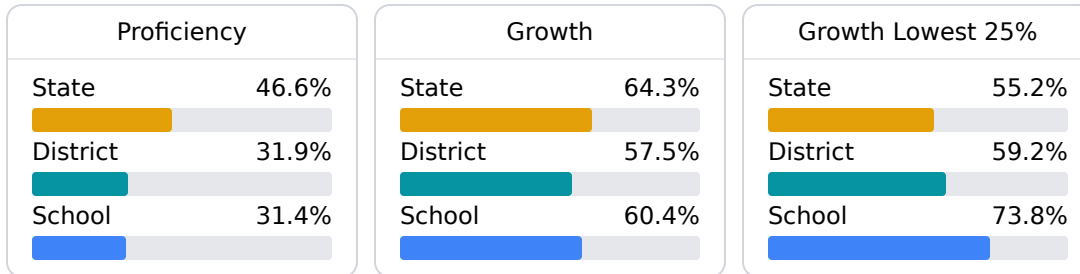 Proficiency
State 46.6%
District 31.9%
School 31.4%
Growth
State 64.3%
District 57.5%
School 60.4%
Growth Lowest 25%
State 55.2%
District 59.2%
School 73.8%